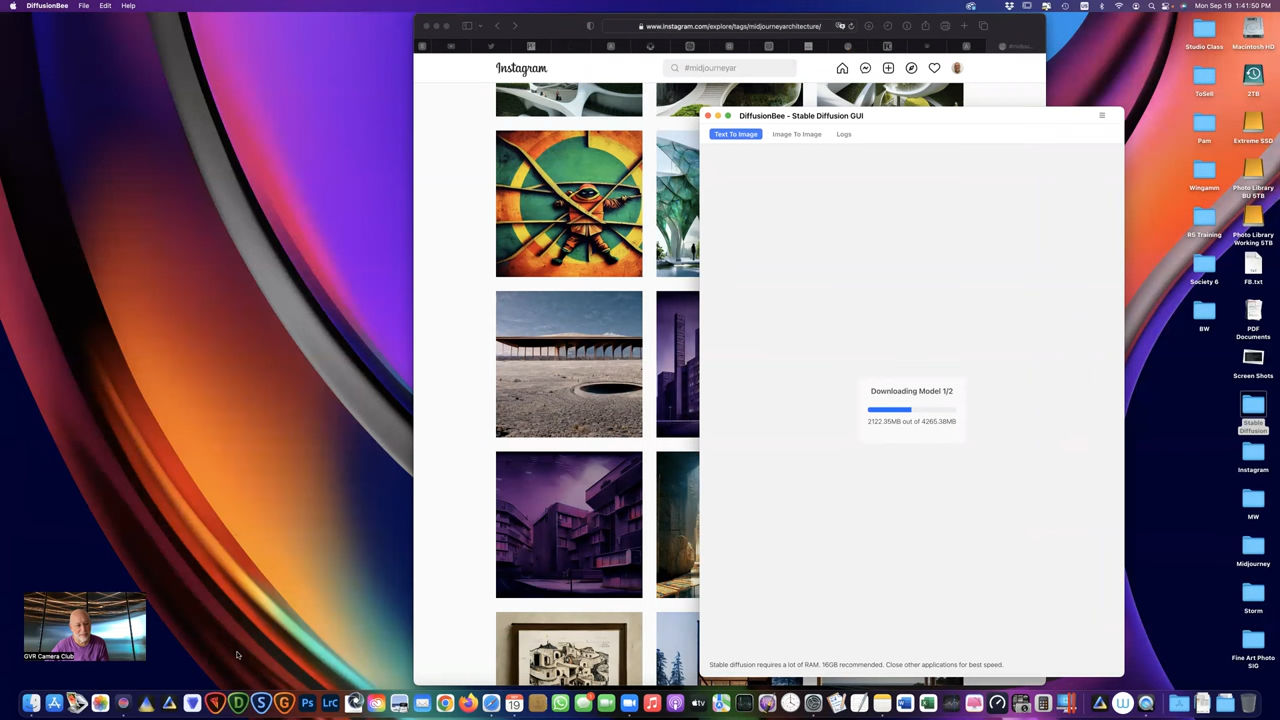 DiffusionBee File Edit Help
Mon Sep 19 1:41:50 PM
www.instagram.com/explore/tags/midjourneyarchitecture/
Instagram
#midjourneyar
DiffusionBee - Stable Diffusion GUI
Text To Image Image To Image Logs
Downloading Model 1/2
2122.35MB out of 4265.38MB
Stable diffusion requires a lot of RAM. 16GB recommended. Close other applications for best speed.
Studio Class
Macintosh HD
ToSell
2TB
Pam
Extreme SSD
Wingamm
Photo Library
BU 5TB
R5 Training
Photo Library
Working 5TB
Society 6
FB.txt
BW
PDF
Documents
Screen Shots
Stable
Diffusion
Instagram
MW
Midjourney
Storm
Fine Art Photo
SIG
GVR Camera Club